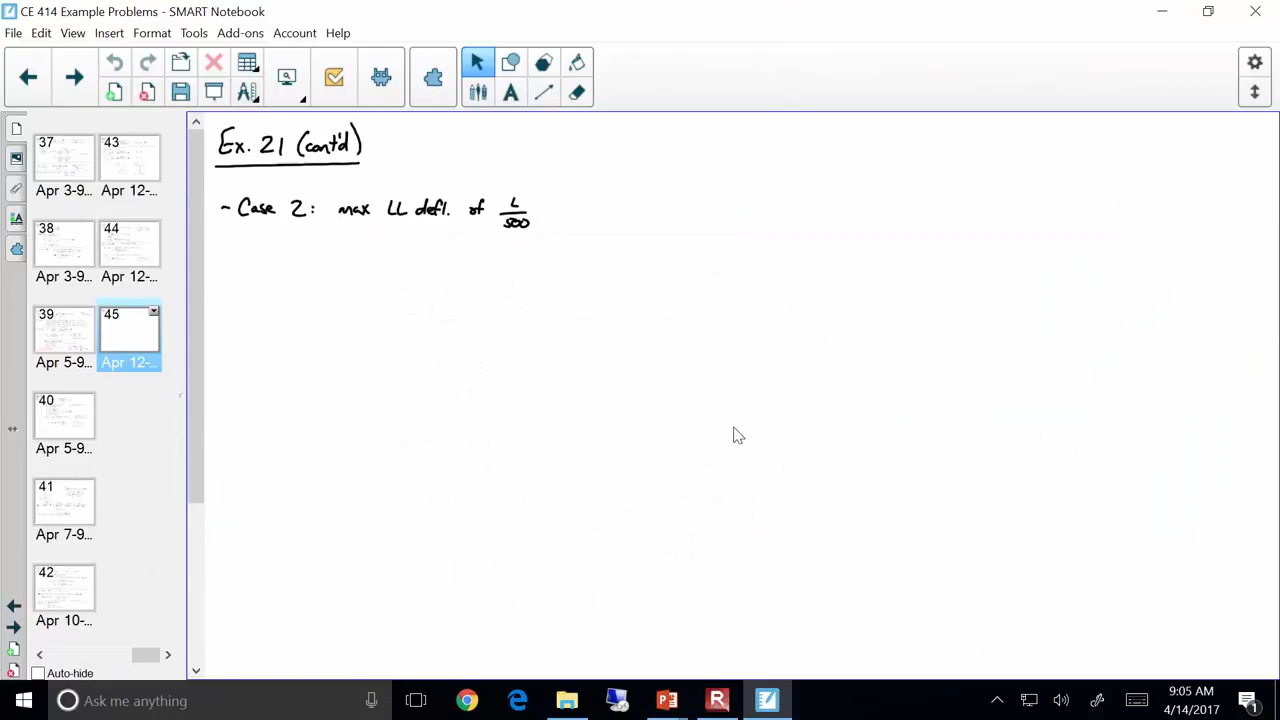 CE 414 Example Problems - SMART Notebook
File Edit View Insert Format Tools Add-ons Account Help
Ex. 21 (cont'd)
~ Case 2: max LL defl. of L/500
37 43
Apr 3-9... Apr 12-...
38 44
Apr 3-9... Apr 12-...
39 45
Apr 5-9... Apr 12-...
40
Apr 5-9...
41
Apr 7-9...
42
Apr 10-...
Auto-hide
Ask me anything
9:05 AM
4/14/2017
1